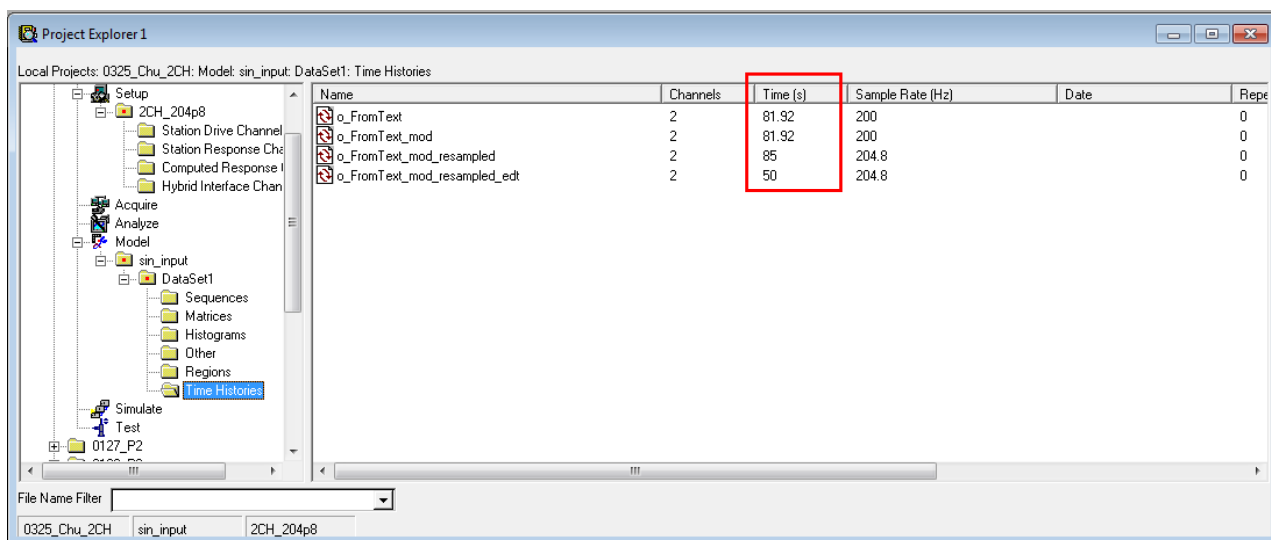 Project Explorer 1
Local Projects: 0325_Chu_2CH: Model: sin_input: DataSet1: Time Histories
Setup
2CH_204p8
Station Drive Channel
Station Response Cha
Computed Response
Hybrid Interface Chan
Acquire
Analyze
Model
sin_input
DataSet1
Sequences
Matrices
Histograms
Other
Regions
Time Histories
Simulate
Test
0127_P2
Name Channels Time (s) Sample Rate (Hz) Date Repe
o_FromText 2 81.92 200 0
o_FromText_mod 2 81.92 200 0
o_FromText_mod_resampled 2 85 204.8 0
o_FromText_mod_resampled_edt 2 50 204.8 0
File Name Filter
0325_Chu_2CH sin_input 2CH_204p8